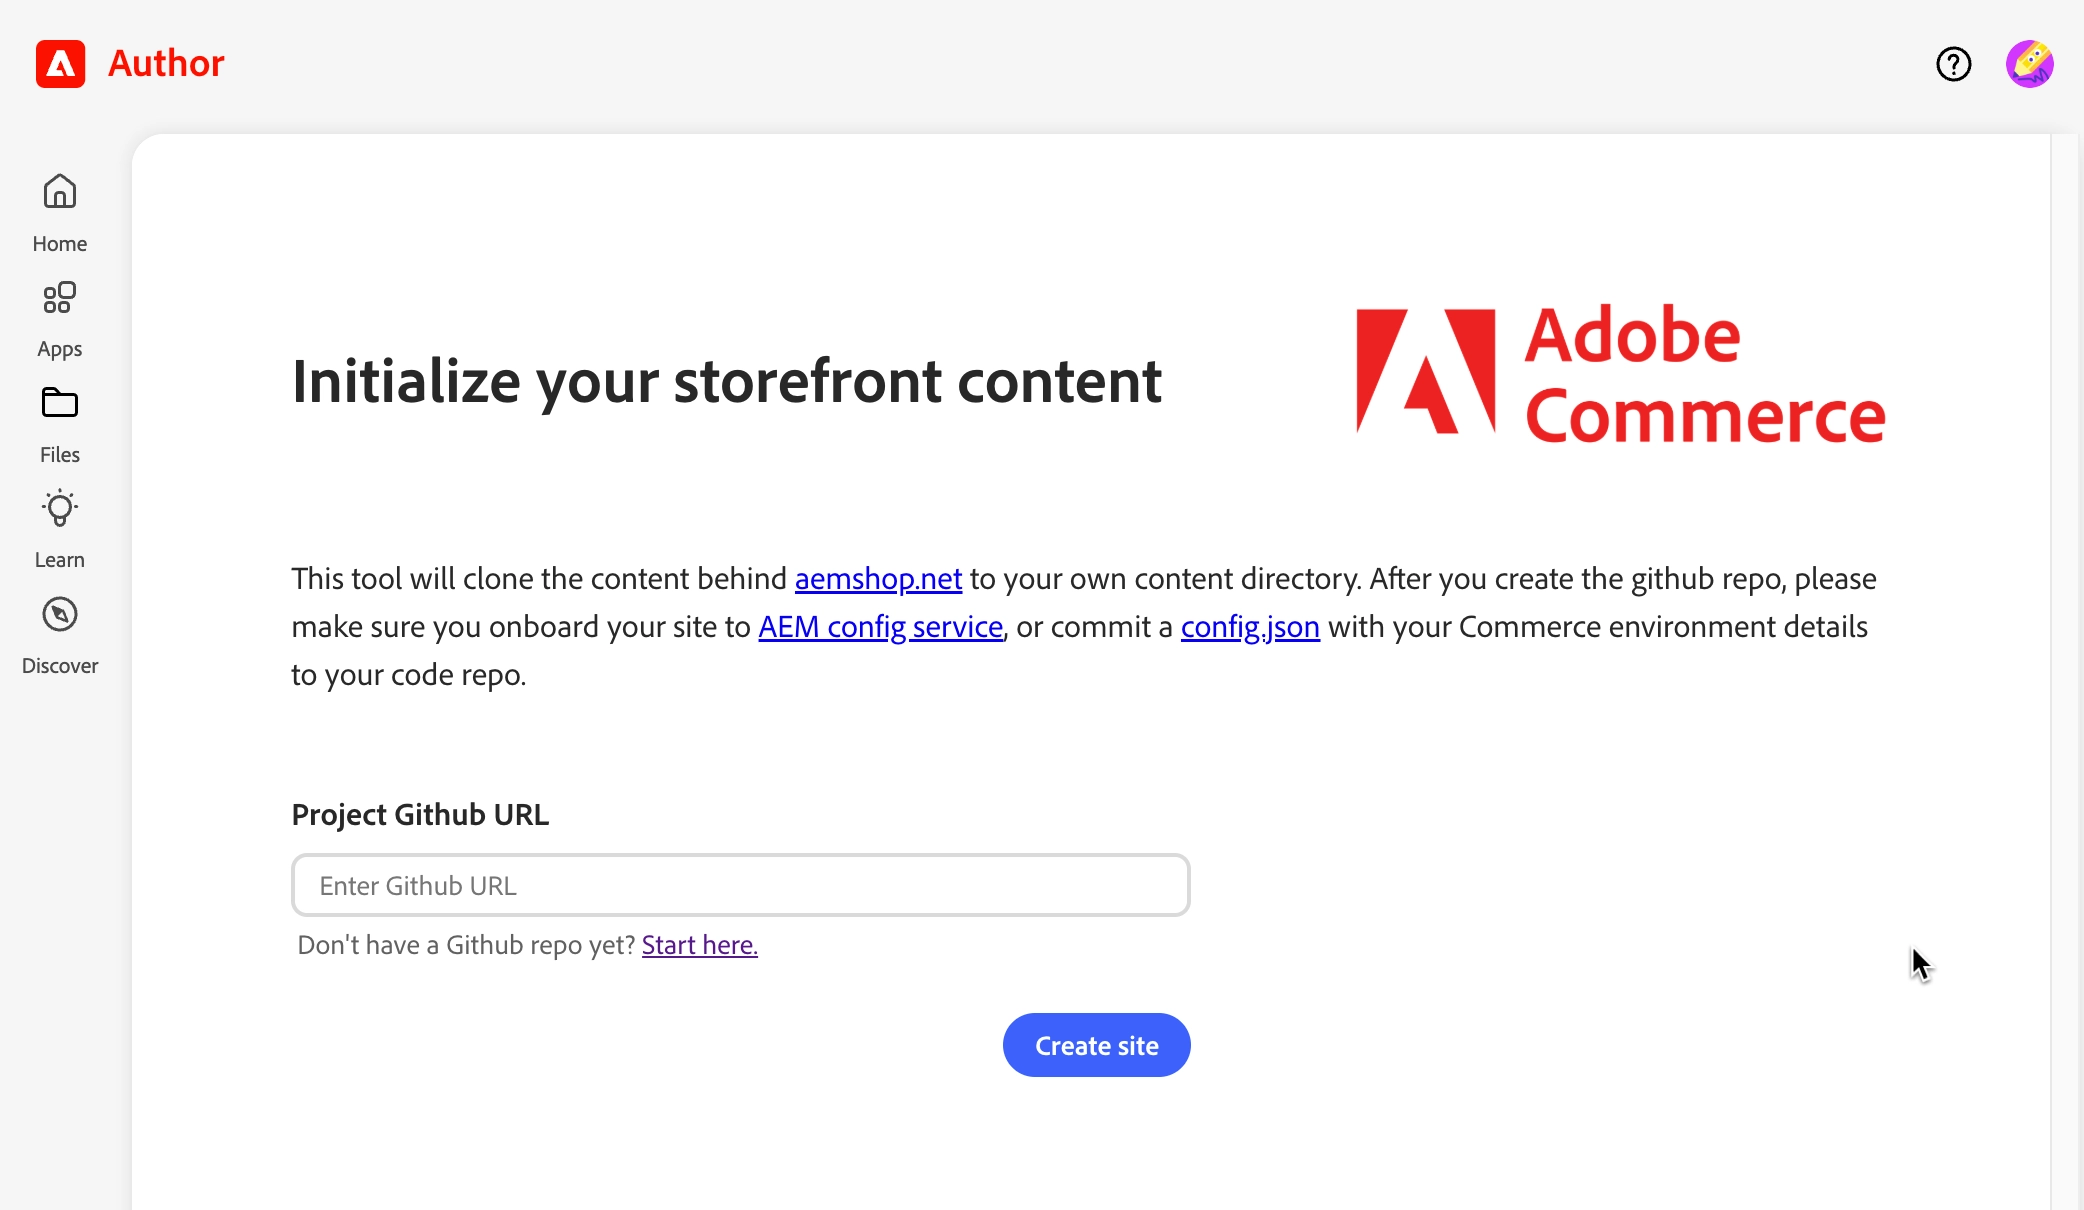 Author
Home
Apps
Files
Learn
Discover
Initialize your storefront content
Adobe
Commerce
This tool will clone the content behind aemshop.net to your own content directory. After you create the github repo, please
make sure you onboard your site to AEM config service, or commit a config.json with your Commerce environment details
to your code repo.
Project Github URL
Enter Github URL
Don't have a Github repo yet? Start here.
Create site